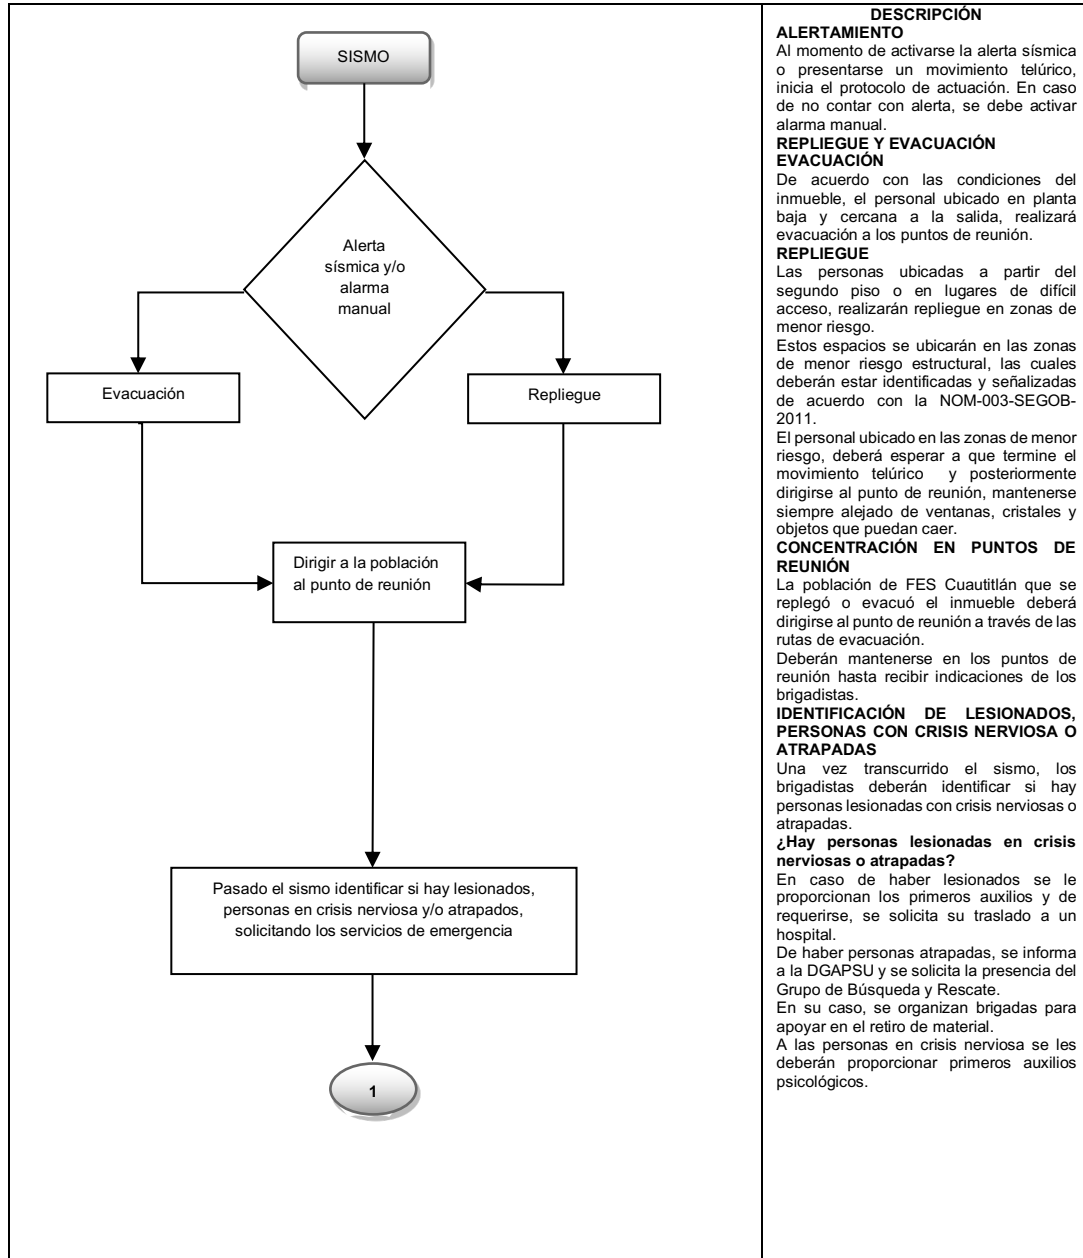 SISMO
Alerta
sísmica y/o
alarma
manual
Evacuación
Repliegue
Dirigir a la población
al punto de reunión
Pasado el sismo identificar si hay lesionados,
personas en crisis nerviosa y/o atrapados,
solicitando los servicios de emergencia
1
DESCRIPCIÓN
ALERTAMIENTO
Al momento de activarse la alerta sísmica
o presentarse un movimiento telúrico,
inicia el protocolo de actuación. En caso
de no contar con alerta, se debe activar
alarma manual.
REPLIEGUE Y EVACUACIÓN
EVACUACIÓN
De acuerdo con las condiciones del
inmueble, el personal ubicado en planta
baja y cercana a la salida, realizará
evacuación a los puntos de reunión.
REPLIEGUE
Las personas ubicadas a partir del
segundo piso o en lugares de difícil
acceso, realizarán repliegue en zonas de
menor riesgo.
Estos espacios se ubicarán en las zonas
de menor riesgo estructural, las cuales
deberán estar identificadas y señalizadas
de acuerdo con la NOM-003-SEGOB-
2011.
El personal ubicado en las zonas de menor
riesgo, deberá esperar a que termine el
movimiento telúrico y posteriormente
dirigirse al punto de reunión, mantenerse
siempre alejado de ventanas, cristales y
objetos que puedan caer.
CONCENTRACIÓN EN PUNTOS DE
REUNIÓN
La población de FES Cuautitlán que se
replegó o evacuó el inmueble deberá
dirigirse al punto de reunión a través de las
rutas de evacuación.
Deberán mantenerse en los puntos de
reunión hasta recibir indicaciones de los
brigadistas.
IDENTIFICACIÓN DE LESIONADOS,
PERSONAS CON CRISIS NERVIOSA O
ATRAPADAS
Una vez transcurrido el sismo, los
brigadistas deberán identificar si hay
personas lesionadas con crisis nerviosas o
atrapadas.
¿Hay personas lesionadas en crisis
nerviosas o atrapadas?
En caso de haber lesionados se le
proporcionan los primeros auxilios y de
requerirse, se solicita su traslado a un
hospital.
De haber personas atrapadas, se informa
a la DGAPSU y se solicita la presencia del
Grupo de Búsqueda y Rescate.
En su caso, se organizan brigadas para
apoyar en el retiro de material.
A las personas en crisis nerviosa se les
deberán proporcionar primeros auxilios
psicológicos.